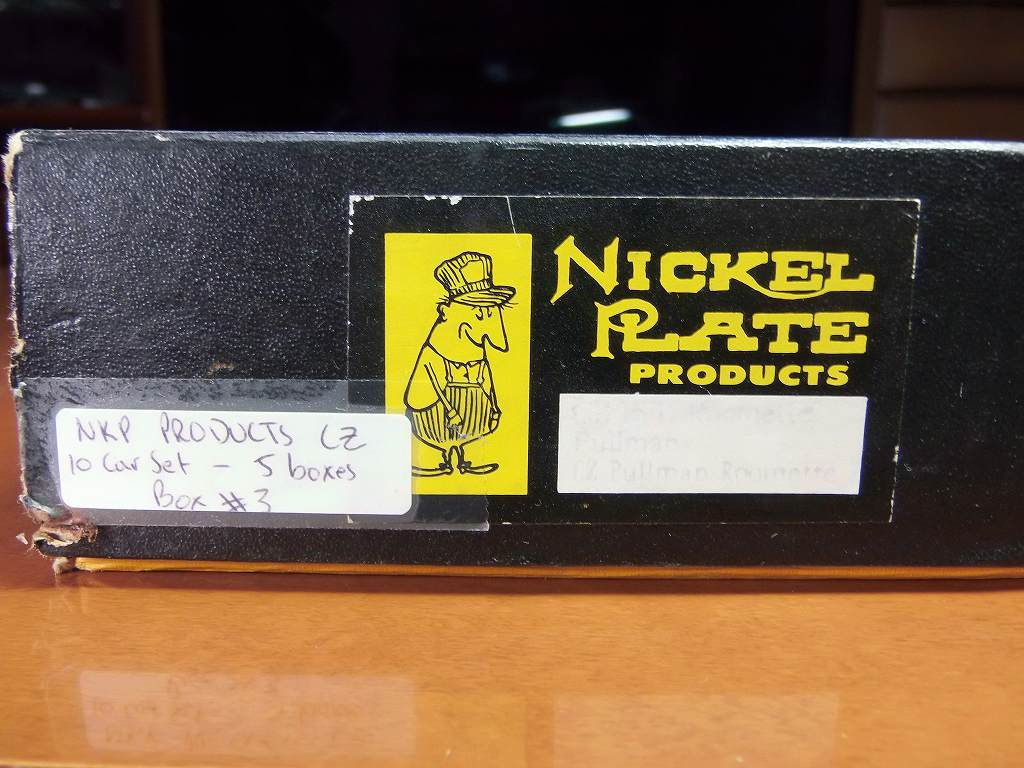 NICKEL
PLATE
PRODUCTS
Pullman
CZ Pullman Roomette
NKP PRODUCTS CZ
10 Car Set - 5 boxes
Box #3